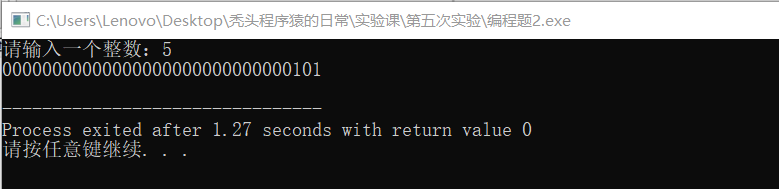 C:\Users\Lenovo\Desktop\秃头程序猿的日常\实验课\第五次实验\编程题2.exe
请输入一个整数：5
00000000000000000000000000000101
--------------------------------
Process exited after 1.27 seconds with return value 0
请按任意键继续. . .